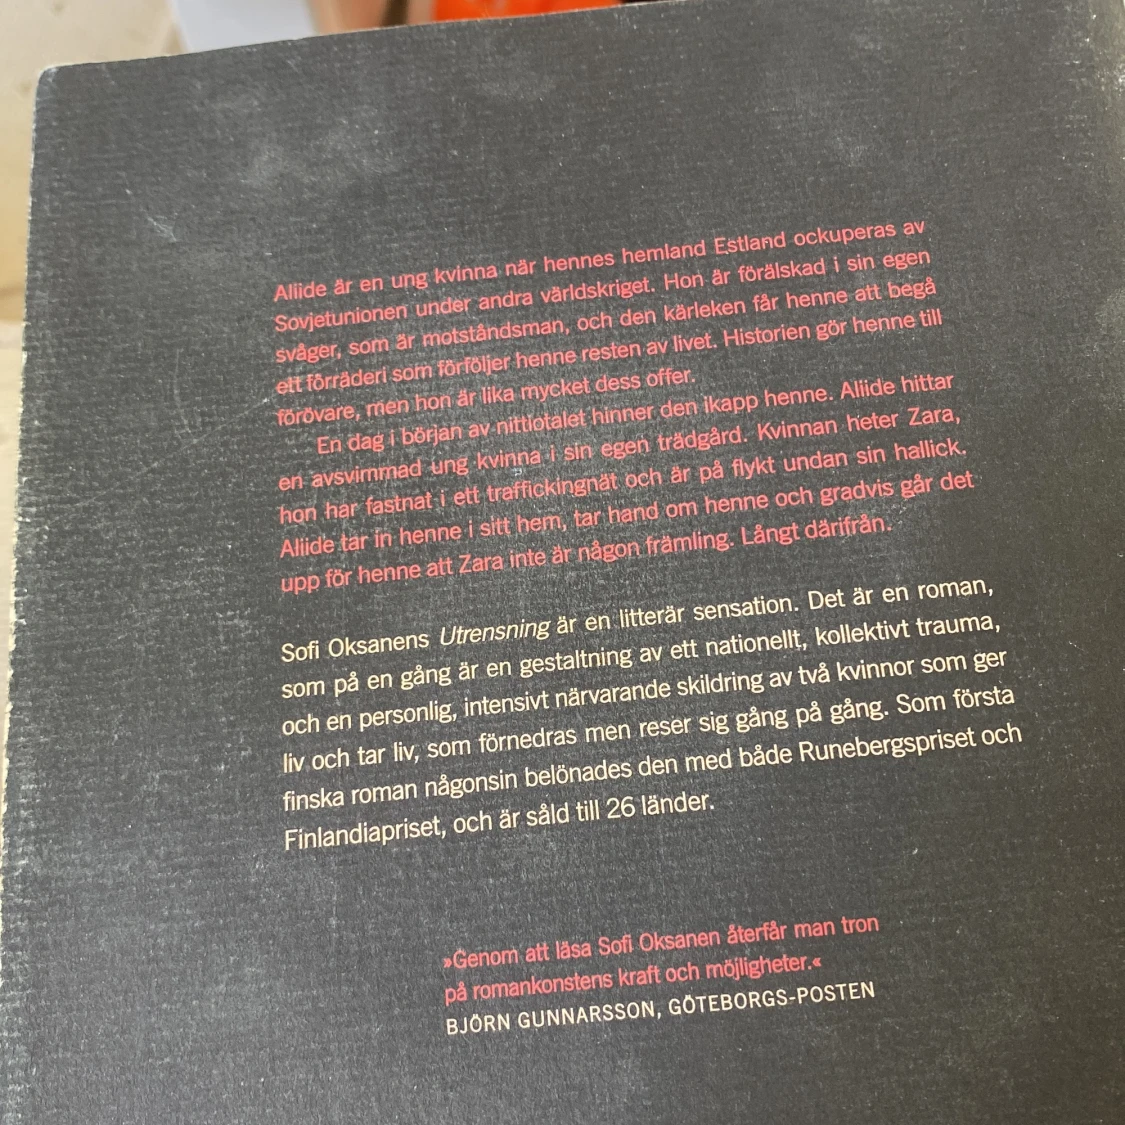 Aliide är en ung kvinna när hennes hemland Estland ockuperas av
Sovjetunionen under andra världskriget. Hon är förälskad i sin egen
svåger, som är motståndsman, och den kärleken får henne att begå
ett förräderi som förföljer henne resten av livet. Historien gör henne till
förövare, men hon är lika mycket dess offer.
En dag i början av nittiotalet hinner den ikapp henne. Aliide hittar
en avsvimmad ung kvinna i sin egen trädgård. Kvinnan heter Zara,
hon har fastnat i ett traffickingnät och är på flykt undan sin hallick.
Aliide tar in henne i sitt hem, tar hand om henne och gradvis går det
upp för henne att Zara inte är någon främling. Långt därifrån.
Sofi Oksanens Utrensning är en litterär sensation. Det är en roman,
som på en gång är en gestaltning av ett nationellt, kollektivt trauma,
och en personlig, intensivt närvarande skildring av två kvinnor som ger
liv och tar liv, som förnedras men reser sig gång på gång. Som första
finska roman någonsin belönades den med både Runebergspriset och
Finlandiapriset, och är såld till 26 länder.
»Genom att läsa Sofi Oksanen återfår man tron
på romankonstens kraft och möjligheter.«
BJÖRN GUNNARSSON, GÖTEBORGS-POSTEN